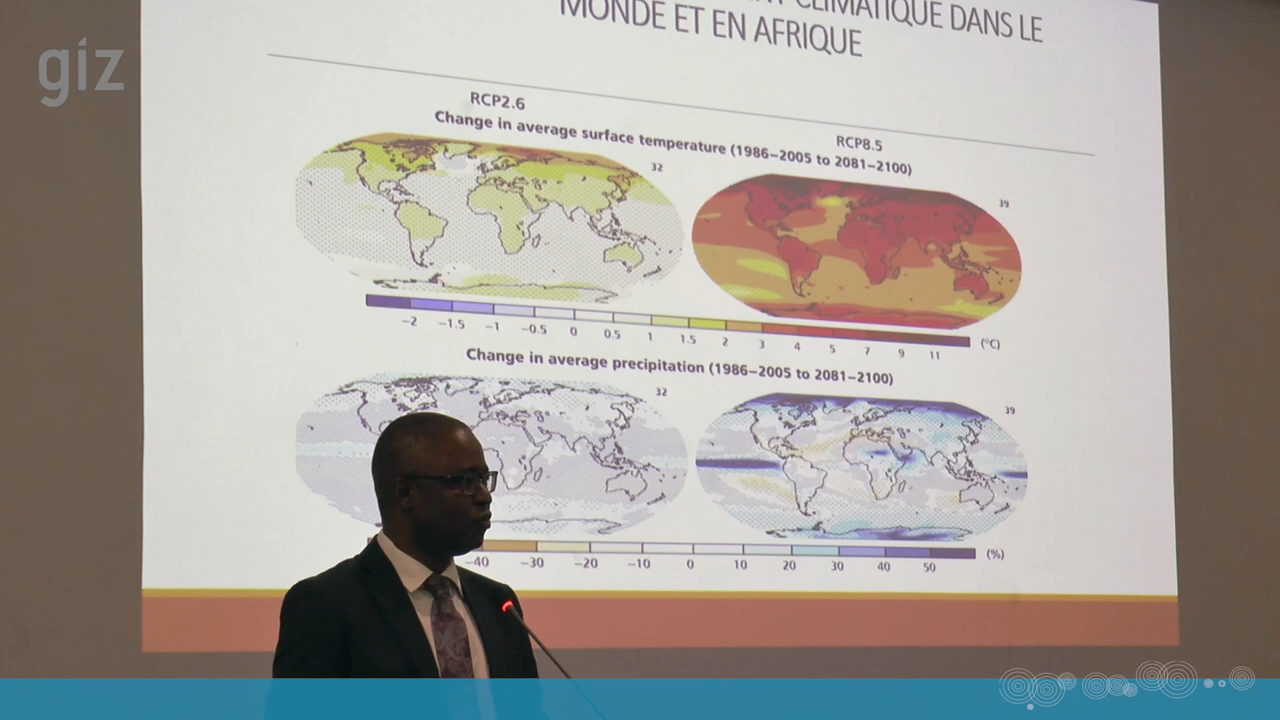 giz
CLIMATIQUE DANS LE
MONDE ET EN AFRIQUE
RCP2.6
RCP8.5
Change in average surface temperature (1986−2005 to 2081−2100)
32
39
−2 −1.5 −1 −0.5 0 0.5 1 1.5 2 3 4 5 7 9 11 (°C)
Change in average precipitation (1986−2005 to 2081−2100)
32
39
−40 −30 −20 −10 0 10 20 30 40 50 (%)